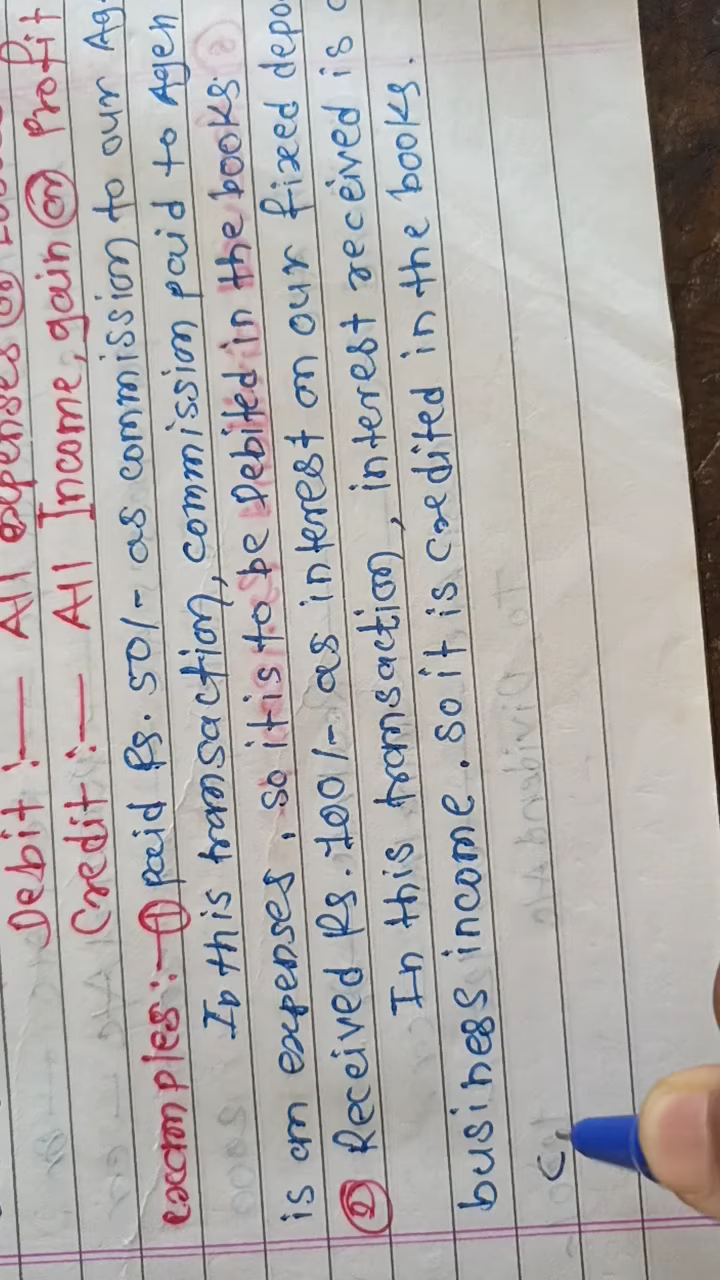 Debit :— All expenses or
Credit :— All Income, gain or Profit
examples :- 1 paid Rs. 50/- as commission to our Ag
In this transaction, commission paid to Agen
is an expenses, so it is to be Debited in the books.
2 Received Rs. 100/- as interest on our fixed depo
In this transaction, interest received is
business income. so it is credited in the books.